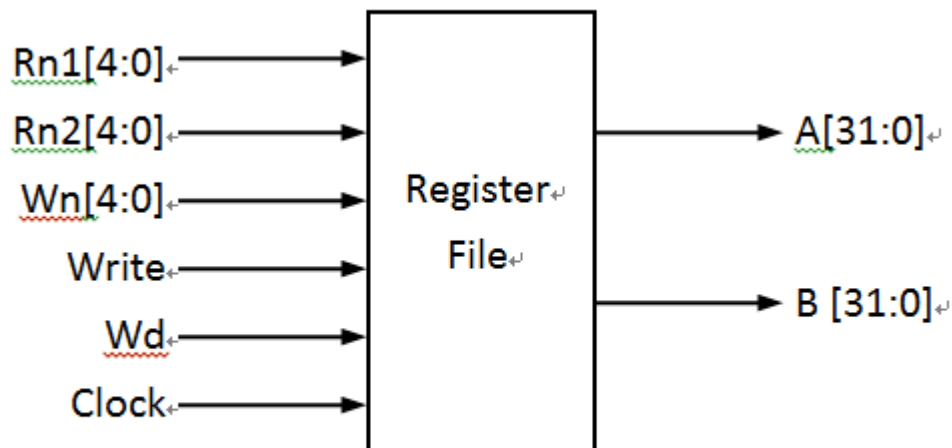 Rn1[4:0]
Rn2[4:0]
Wn[4:0]
Write
Wd
Clock
Register
File
A[31:0]
B [31:0]